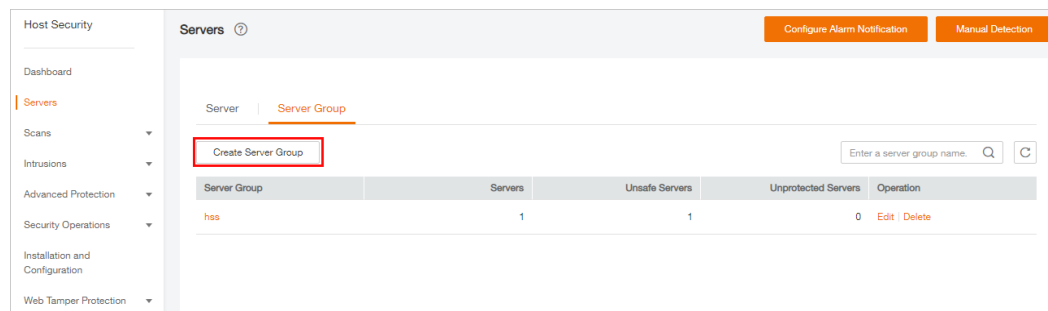 Host Security
Servers ?
Configure Alarm Notification
Manual Detection
Dashboard
Servers
Scans
Intrusions
Advanced Protection
Security Operations
Installation and
Configuration
Web Tamper Protection
Server | Server Group
Create Server Group
Enter a server group name.
Server Group Servers Unsafe Servers Unprotected Servers Operation
hss 1 1 0 Edit | Delete